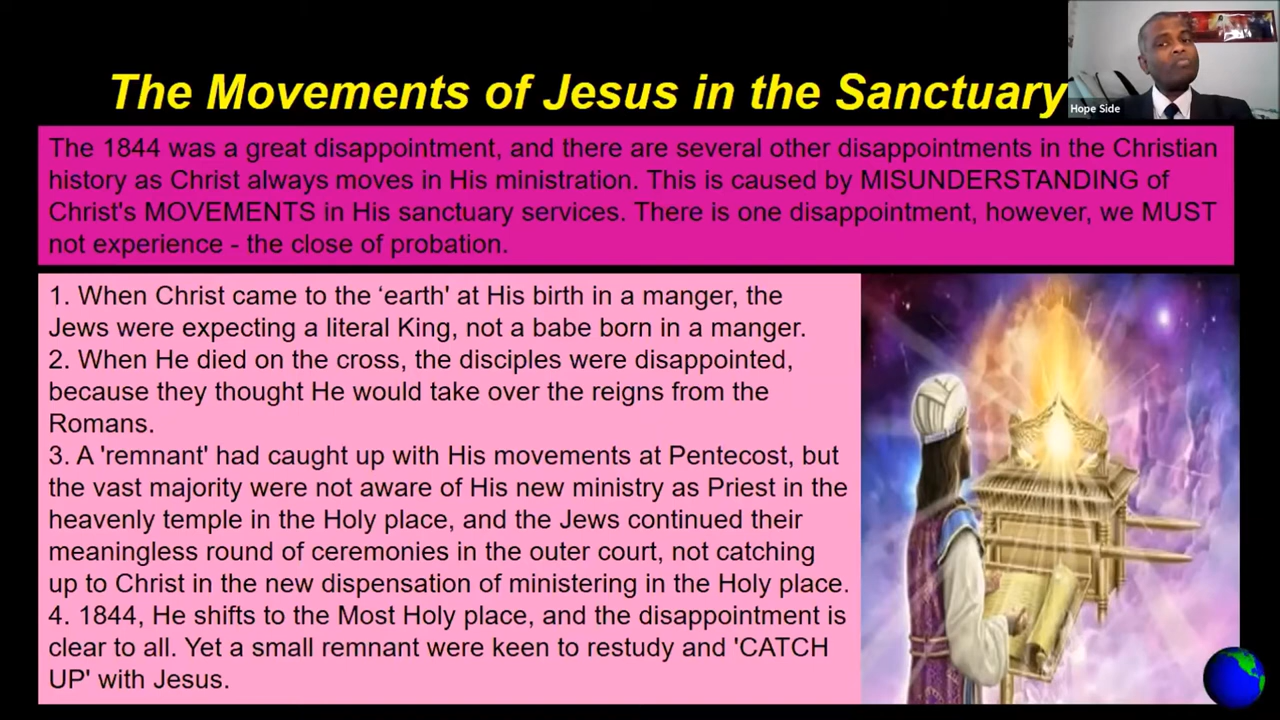 The Movements of Jesus in the Sanctuary
Hope Side
The 1844 was a great disappointment, and there are several other disappointments in the Christian
history as Christ always moves in His ministration. This is caused by MISUNDERSTANDING of
Christ's MOVEMENTS in His sanctuary services. There is one disappointment, however, we MUST
not experience - the close of probation.
1. When Christ came to the ‘earth' at His birth in a manger, the
Jews were expecting a literal King, not a babe born in a manger.
2. When He died on the cross, the disciples were disappointed,
because they thought He would take over the reigns from the
Romans.
3. A 'remnant' had caught up with His movements at Pentecost, but
the vast majority were not aware of His new ministry as Priest in the
heavenly temple in the Holy place, and the Jews continued their
meaningless round of ceremonies in the outer court, not catching
up to Christ in the new dispensation of ministering in the Holy place.
4. 1844, He shifts to the Most Holy place, and the disappointment is
clear to all. Yet a small remnant were keen to restudy and 'CATCH
UP' with Jesus.